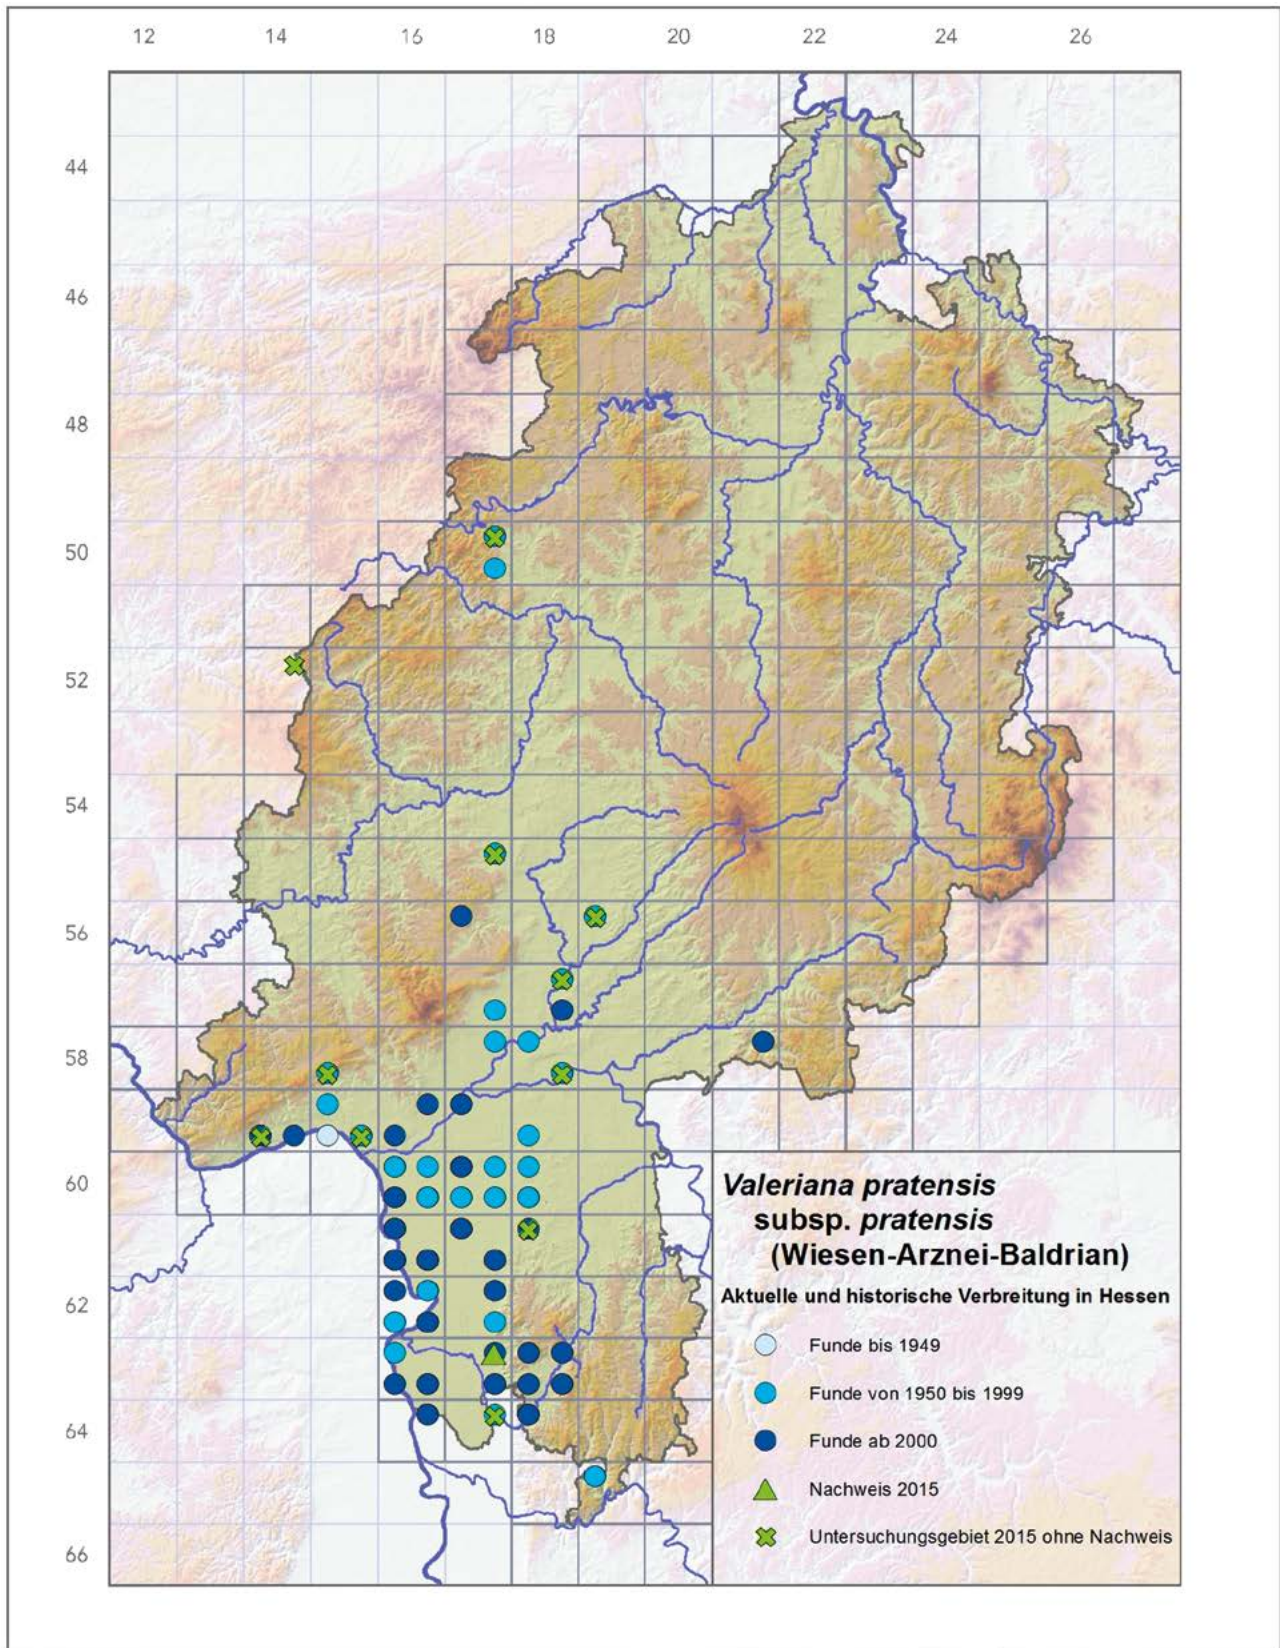 12 14 16 18 20 22 24 26
44
46
48
50
52
54
56
58
60
62
64
66
Valeriana pratensis
subsp. pratensis
(Wiesen-Arznei-Baldrian)
Aktuelle und historische Verbreitung in Hessen
Funde bis 1949
Funde von 1950 bis 1999
Funde ab 2000
Nachweis 2015
Untersuchungsgebiet 2015 ohne Nachweis